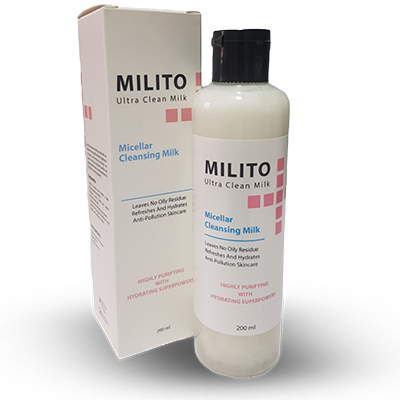 MILITO
Ultra Clean Milk
Micellar
Cleansing Milk
Leaves No Oily Residue
Refreshes And Hydrates
Anti-Pollution Skincare
HIGHLY PURIFYING
WITH
HYDRATING SUPERPOWERS
200 ml
MILITO
Ultra Clean Milk
Micellar
Cleansing Milk
Leaves No Oily Residue
Refreshes And Hydrates
Anti-Pollution Skincare
HIGHLY PURIFYING
WITH
HYDRATING SUPERPOWERS
200 ml